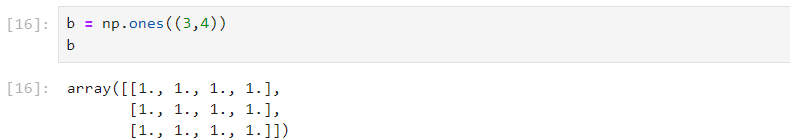 [16]: b = np.ones((3,4))
b
[16]: array([[1., 1., 1., 1.],
       [1., 1., 1., 1.],
       [1., 1., 1., 1.]])